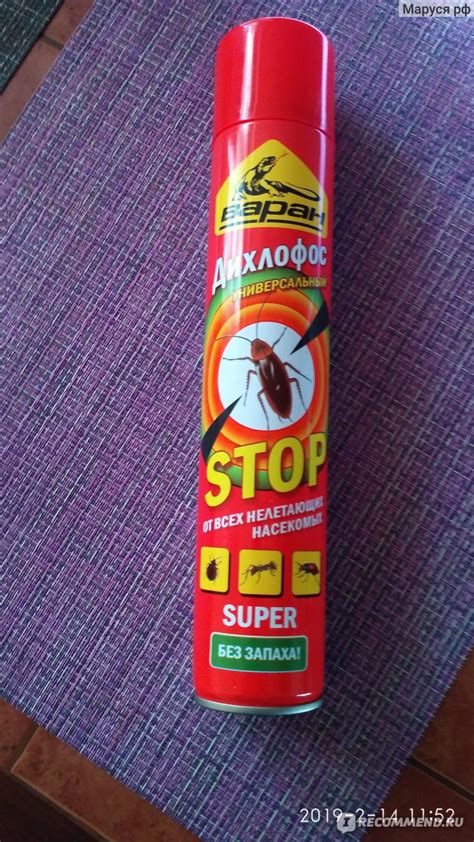 Маруся рф
Варан
Дихлофос
УНИВЕРСАЛЬНЫЙ
STOP
ОТ ВСЕХ НЕЛЕТАЮЩИХ
НАСЕКОМЫХ
SUPER
БЕЗ ЗАПАХА!
2019-2-14 11:52
IRECOMMEND.RU